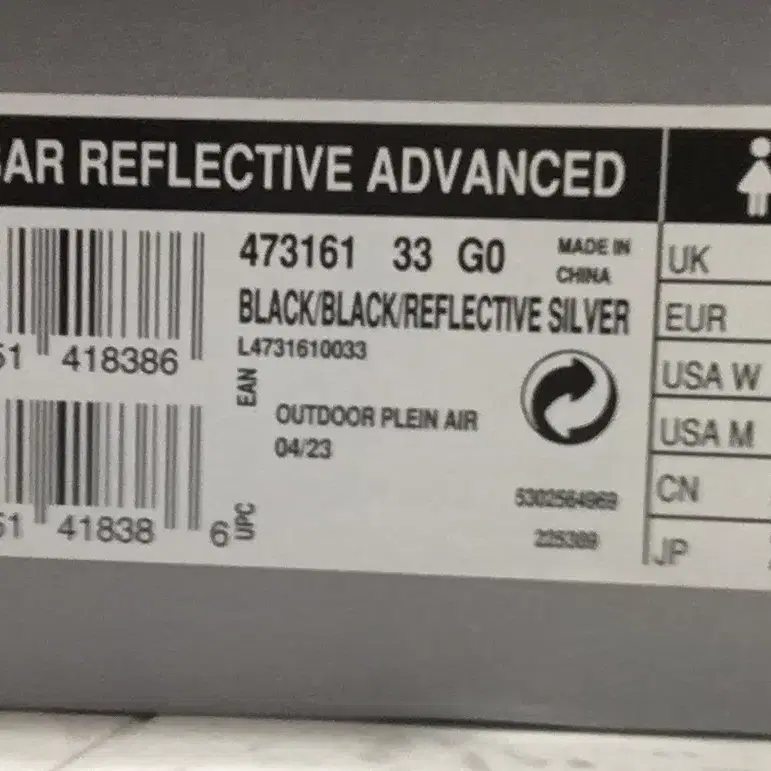 AR REFLECTIVE ADVANCED
473161 33 G0
MADE IN
CHINA
BLACK/BLACK/REFLECTIVE SILVER
L4731610033
51 418386
EAN
OUTDOOR PLEIN AIR
04/23
51 41838 6
UPC
5302564969
225389
UK
EUR
USA W
USA M
CN
JP